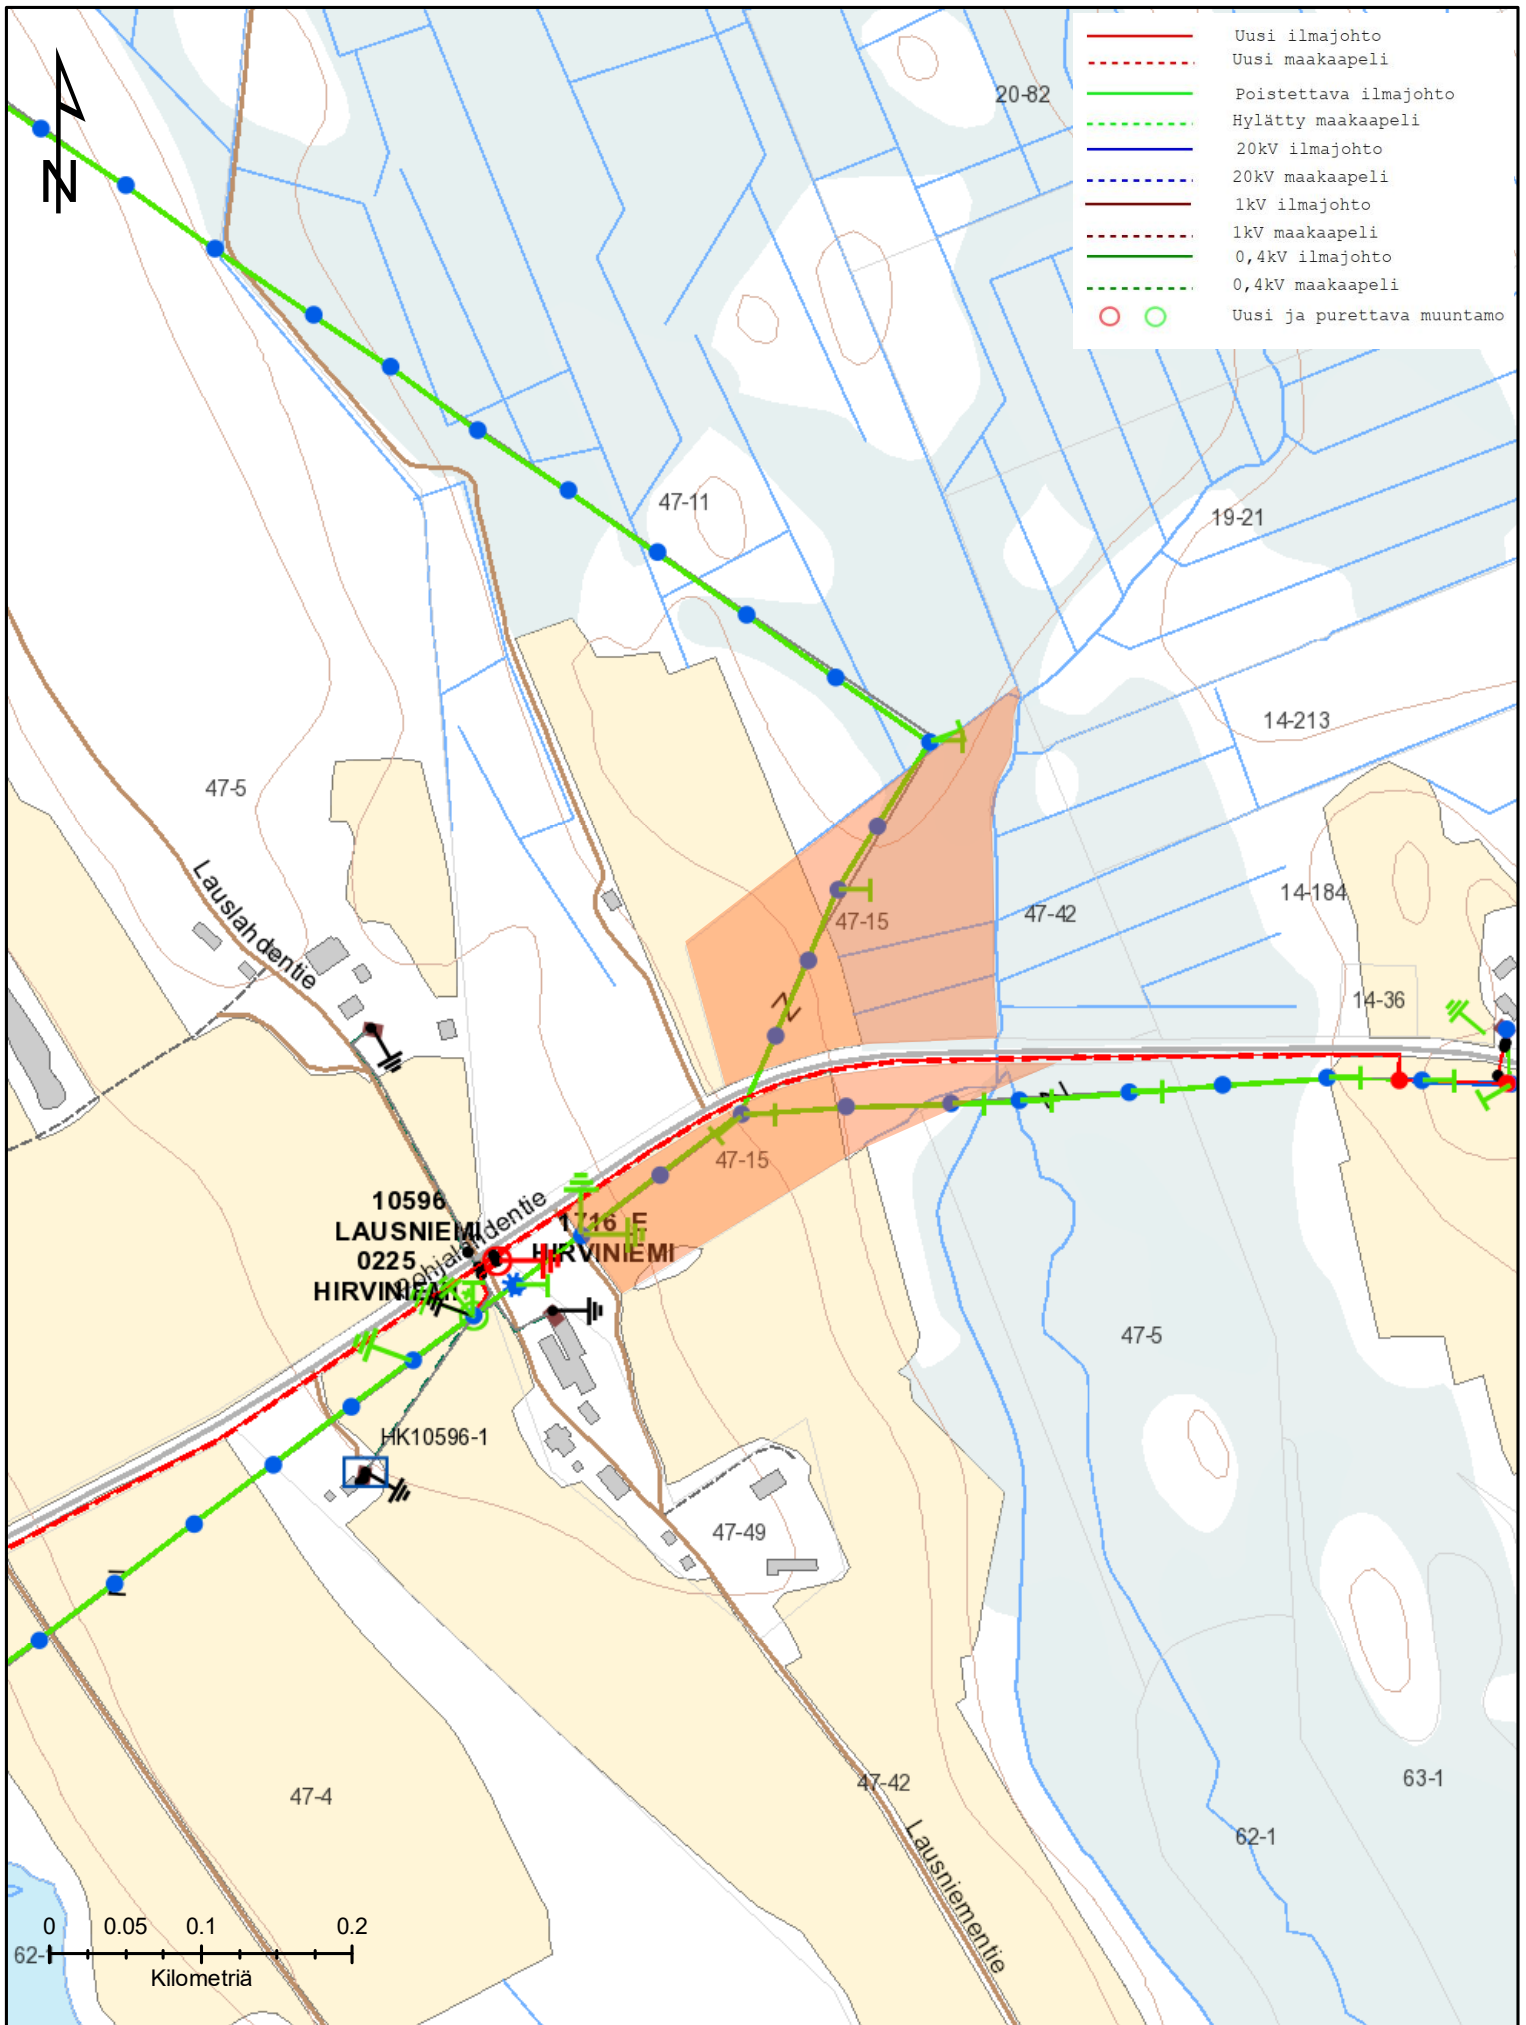 N
Uusi ilmajohto
Uusi maakaapeli
Poistettava ilmajohto
Hylätty maakaapeli
20kV ilmajohto
20kV maakaapeli
1kV ilmajohto
1kV maakaapeli
0,4kV ilmajohto
0,4kV maakaapeli
Uusi ja purettava muuntamo
20-82
47-11
19-21
14-213
47-5
Lauslahdentie
14-184
47-15
47-42
14-36
N
N
47-15
10596
LAUSNIEMI
0225
Pohjalahdentie
1716 E
HIRVINIEMI
47-5
HK10596-1
47-49
47-4
47-42
63-1
62-1
Lausniementie
0 0.05 0.1 0.2
Kilometriä